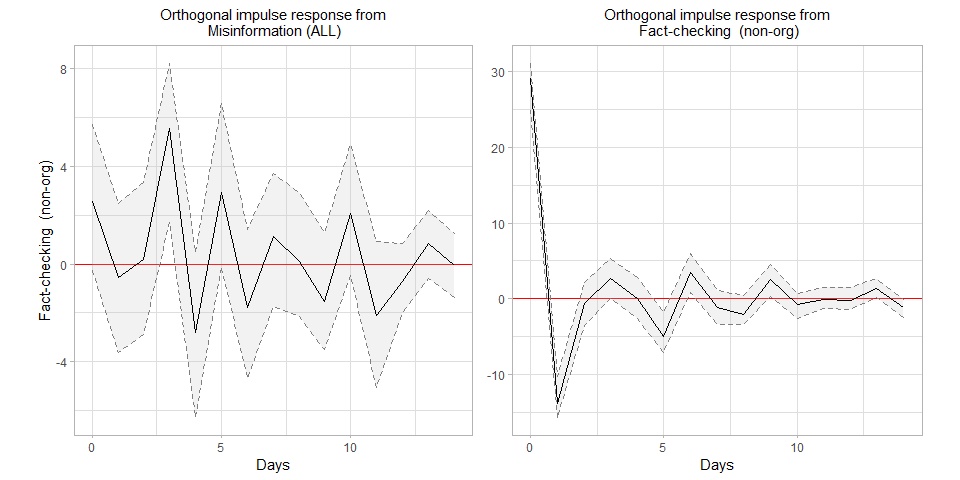 Orthogonal impulse response from
Misinformation (ALL)
8
4
0
-4
Fact-checking  (non-org)
0
5
10
Days
Orthogonal impulse response from
Fact-checking  (non-org)
30
20
10
0
-10
0
5
10
Days